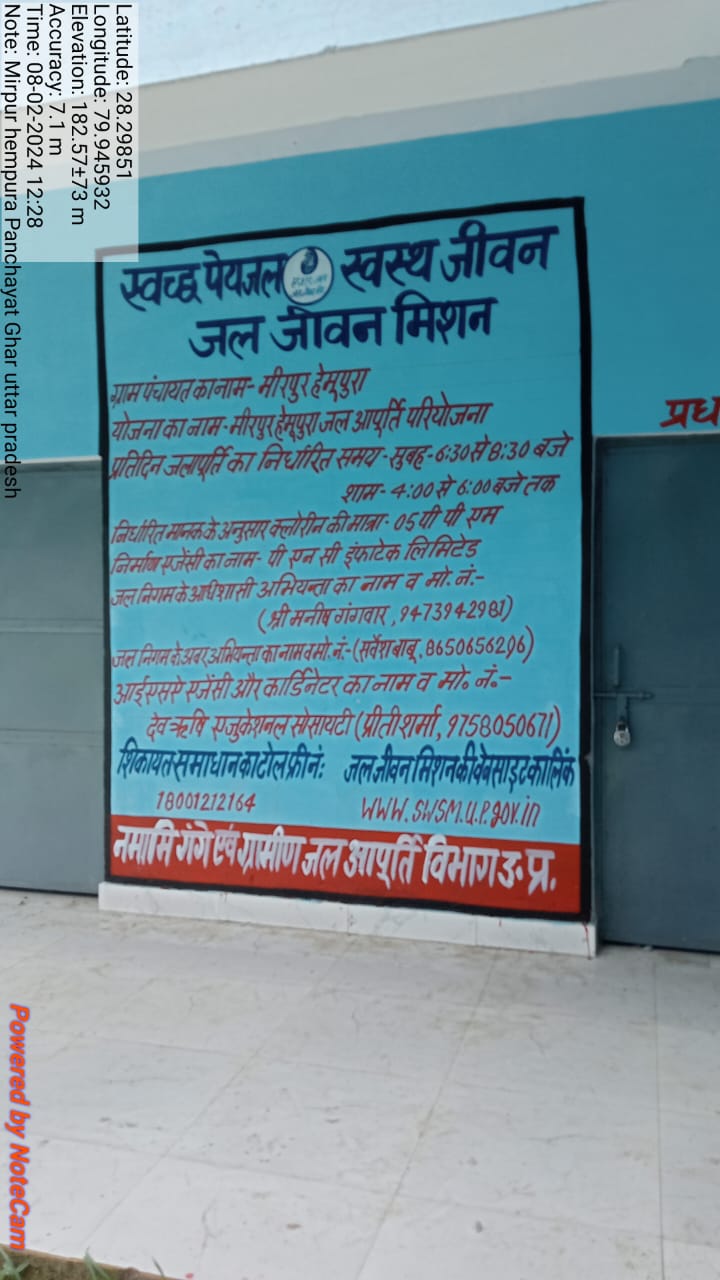 Latitude: 28.29851
Longitude: 79.945932
Elevation: 182.57±73 m
Accuracy: 7.1 m
Time: 08-02-2024 12:28
Note: Mirpur hempura Panchayat Ghar uttar pradesh
स्वच्छ पेयजल स्वस्थ जीवन
जल जीवन मिशन
ग्राम पंचायत का नाम- मीरपुर हेमूपुरा
योजना का नाम- मीरपुर हेमूपुरा जल आपूर्ति परियोजना
प्रतिदिन जलापूर्ति का निर्धारित समय- सुबह-6:30 से 8:30 बजे
शाम- 4:00 से 6:00 बजे तक
निर्धारित मानक के अनुसार क्लोरीन की मात्रा- 05 पी पी एम
निर्माण एजेंसी का नाम- पी एन सी इंफ्राटेक लिमिटेड
जल निगम के अधिशासी अभियन्ता का नाम व मो. नं.-
(श्री मनीष गंगवार, 9473942981)
जल निगम के अवर अभियन्ता का नाम व मो. नं.- (सर्वेश बाबू, 8650656296)
आईएसए एजेंसी और कार्डिनेटर का नाम व मो. नं.-
देव ऋषि एजुकेशनल सोसायटी (प्रीती शर्मा, 9758050671)
शिकायत समाधान का टोल फ्री नं: जल जीवन मिशन की वेबसाइट का लिंक
18001212164 WWW.SWSM.U.P.gov.in
नमामि गंगे एवं ग्रामीण जल आपूर्ति विभाग उ. प्र.
प्रध
Powered by NoteCam